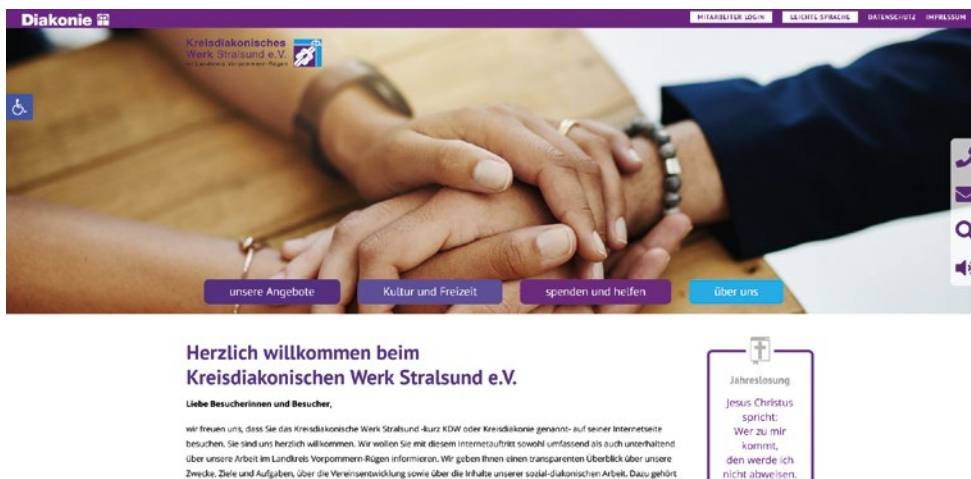 Diakonie
MITARBEITER LOGIN
LEICHTE SPRACHE
DATENSCHUTZ
IMPRESSUM
Kreisdiakonisches
Werk Stralsund e.V.
im Landkreis Vorpommern-Rügen
unsere Angebote
Kultur und Freizeit
spenden und helfen
über uns
Herzlich willkommen beim
Kreisdiakonischen Werk Stralsund e.V.
Liebe Besucherinnen und Besucher,
wir freuen uns, dass Sie das Kreisdiakonische Werk Stralsund -kurz KDW oder Kreisdiakonie genannt- auf seiner Internetseite
besuchen. Sie sind uns herzlich willkommen. Wir wollen Sie mit diesem Internetauftritt sowohl umfassend als auch unterhaltend
über unsere Arbeit im Landkreis Vorpommern-Rügen informieren. Wir geben Ihnen einen transparenten Überblick über unsere
Zwecke, Ziele und Aufgaben, über die Vereinsentwicklung sowie über die Inhalte unserer sozial-diakonischen Arbeit. Dazu gehört
Jahreslosung
Jesus Christus
spricht:
Wer zu mir
kommt,
den werde ich
nicht abweisen.